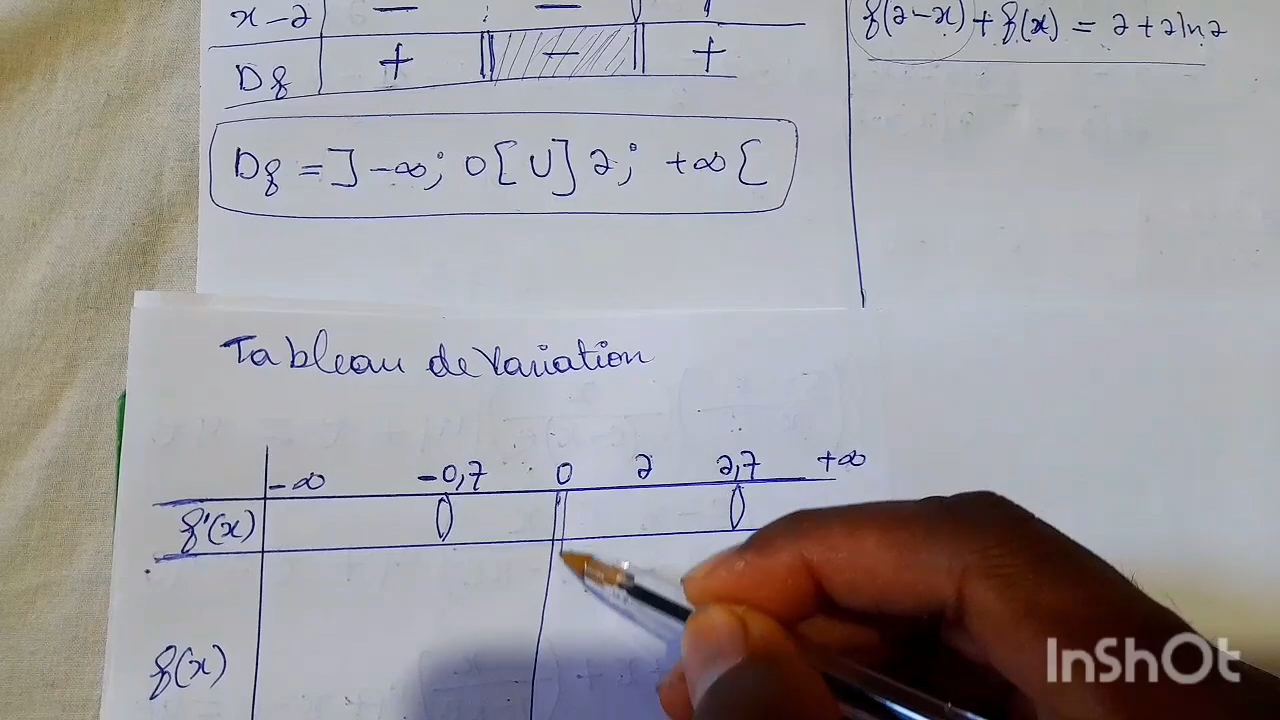 x-2 - - +
Df + - +
f(2-x) + f(x) = 2+2ln2
Df = ]-∞; 0[ U ]2; +∞[
Tableau de Variation
-∞ -0,7 0 2 2,7 +∞
f'(x) 0 0
f(x)
InShOt